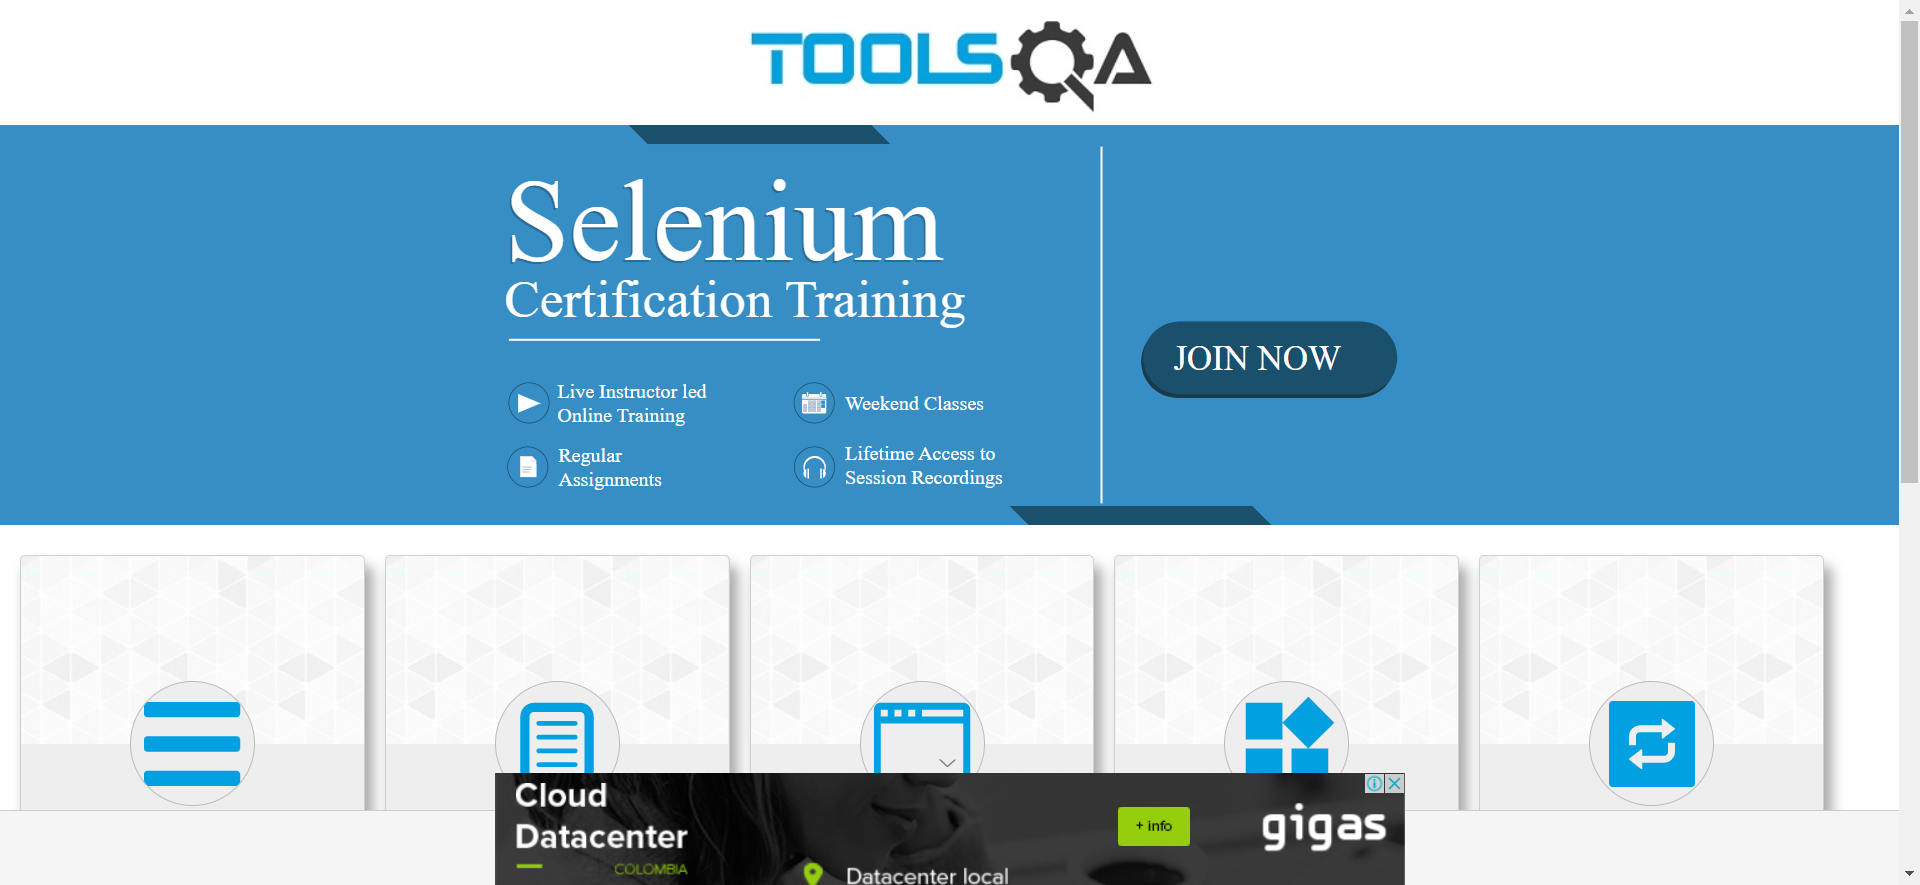 TOOLSQA
Selenium
Certification Training
JOIN NOW
Live Instructor led
Online Training
Weekend Classes
Regular
Assignments
Lifetime Access to
Session Recordings
Cloud
Datacenter
COLOMBIA
+ info
gigas
Datacenter local